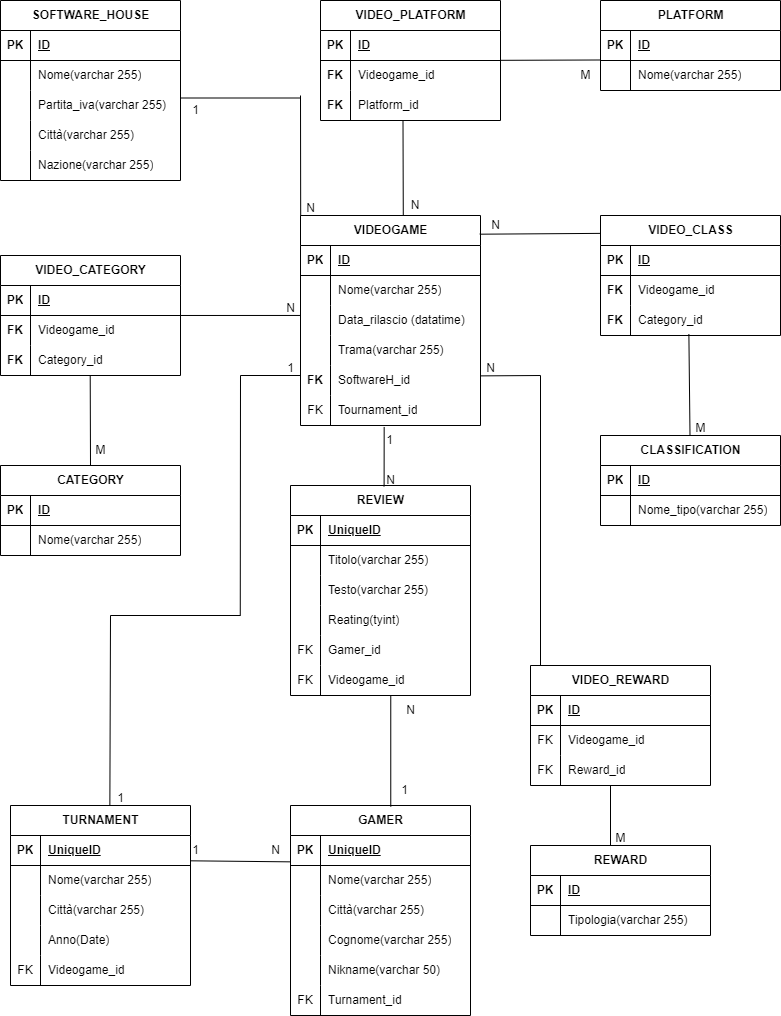 SOFTWARE_HOUSE
PK ID
Nome(varchar 255)
Partita_iva(varchar 255)
Città(varchar 255)
Nazione(varchar 255)
1
N
VIDEO_PLATFORM
PK ID
FK Videogame_id
FK Platform_id
M
N
PLATFORM
PK ID
Nome(varchar 255)
VIDEOGAME
PK ID
Nome(varchar 255)
Data_rilascio (datatime)
Trama(varchar 255)
FK SoftwareH_id
FK Tournament_id
N
VIDEO_CLASS
PK ID
FK Videogame_id
FK Category_id
M
VIDEO_CATEGORY
PK ID
FK Videogame_id
FK Category_id
N
M
1
N
1
N
CATEGORY
PK ID
Nome(varchar 255)
CLASSIFICATION
PK ID
Nome_tipo(varchar 255)
REVIEW
PK UniqueID
Titolo(varchar 255)
Testo(varchar 255)
Reating(tyint)
FK Gamer_id
FK Videogame_id
N
1
VIDEO_REWARD
PK ID
FK Videogame_id
FK Reward_id
M
1
TURNAMENT
PK UniqueID
Nome(varchar 255)
Città(varchar 255)
Anno(Date)
FK Videogame_id
1
N
GAMER
PK UniqueID
Nome(varchar 255)
Città(varchar 255)
Cognome(varchar 255)
Nikname(varchar 50)
FK Turnament_id
REWARD
PK ID
Tipologia(varchar 255)